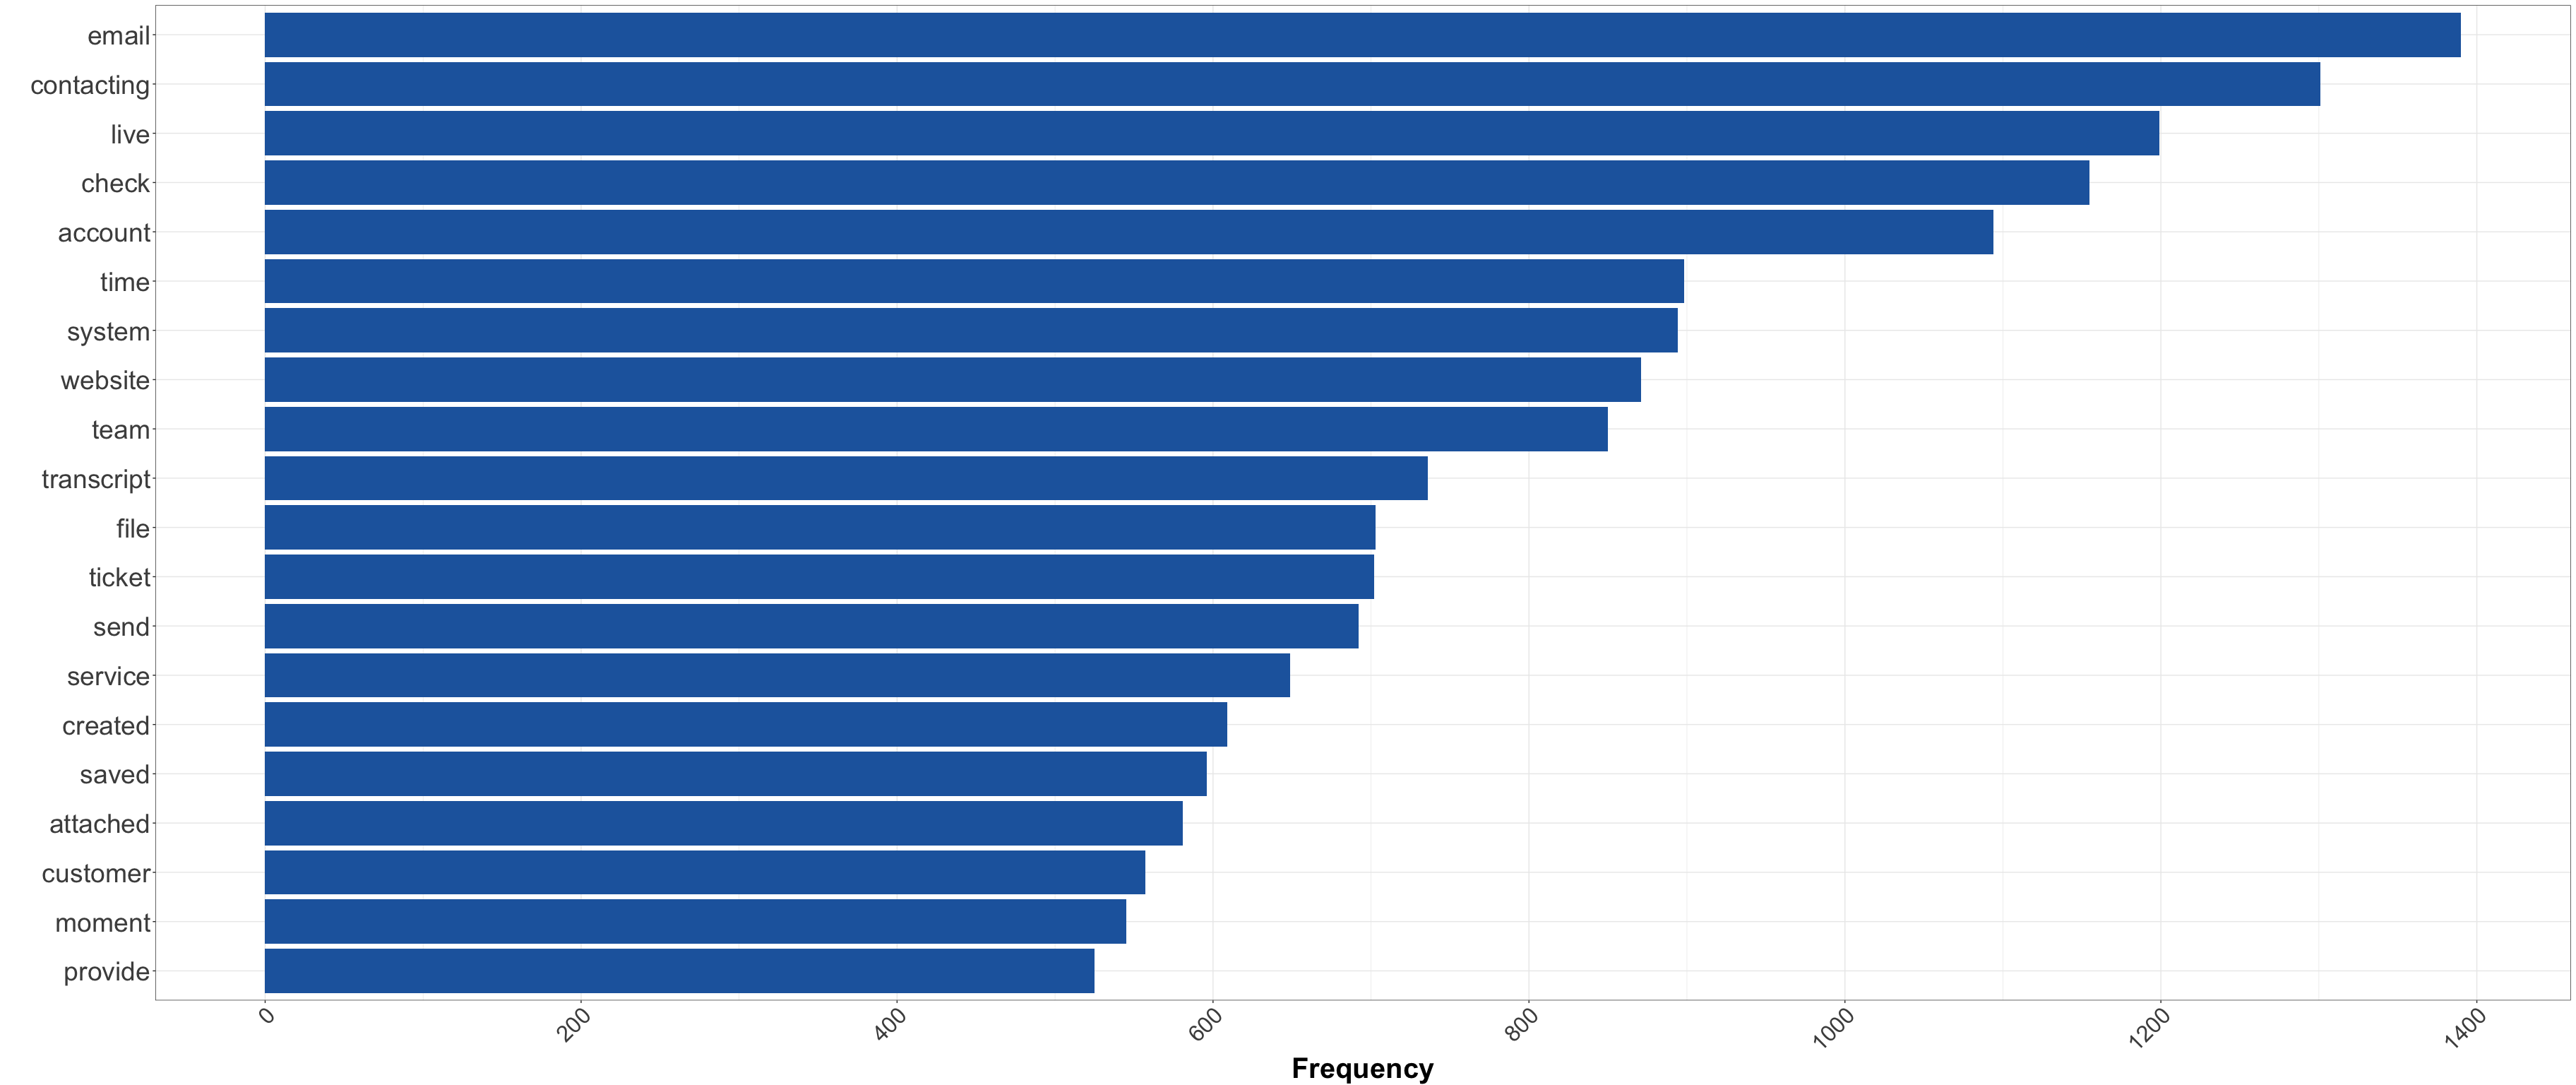 email
contacting
live
check
account
time
system
website
team
transcript
file
ticket
send
service
created
saved
attached
customer
moment
provide
0
200
400
600
800
1000
1200
1400
Frequency